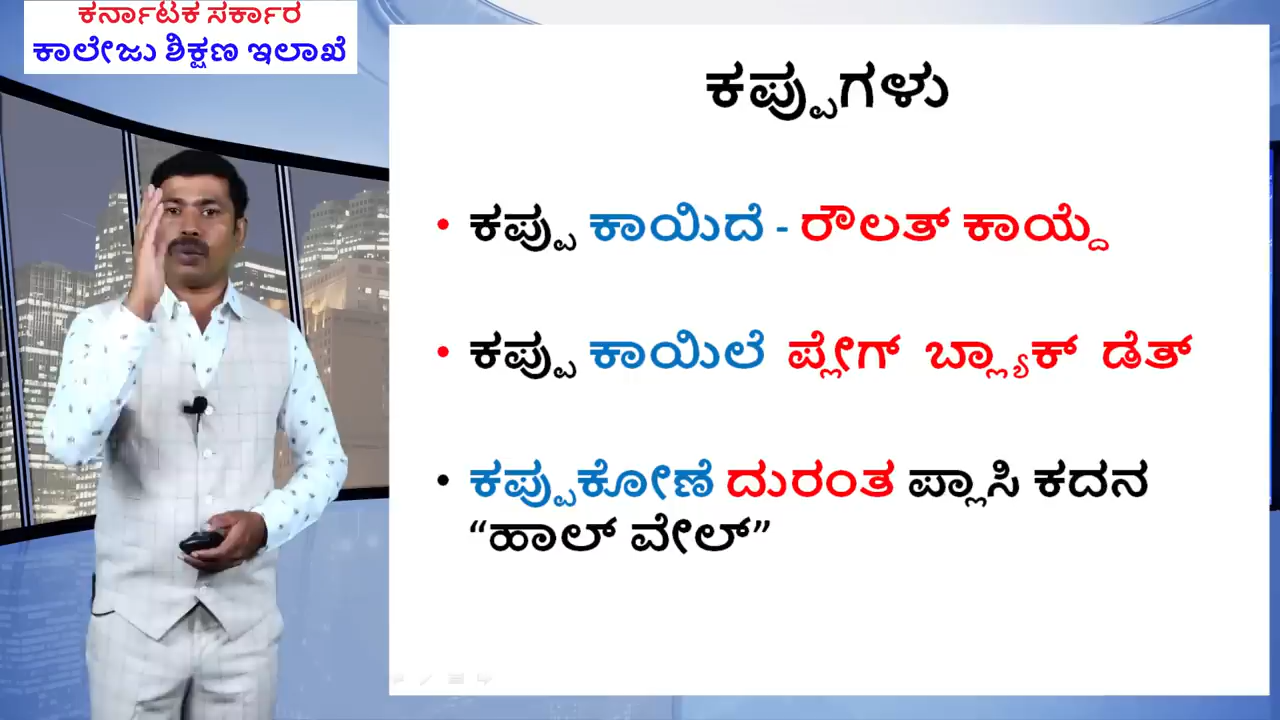 ಕರ್ನಾಟಕ ಸರ್ಕಾರ
ಕಾಲೇಜು ಶಿಕ್ಷಣ ಇಲಾಖೆ
ಕಪ್ಪುಗಳು
• ಕಪ್ಪು ಕಾಯಿದೆ - ರೌಲತ್ ಕಾಯ್ದೆ
• ಕಪ್ಪು ಕಾಯಿಲೆ ಪ್ಲೇಗ್ ಬ್ಲ್ಯಾಕ್ ಡೆತ್
• ಕಪ್ಪುಕೋಣೆ ದುರಂತ ಪ್ಲಾಸಿ ಕದನ
“ಹಾಲ್ ವೇಲ್”